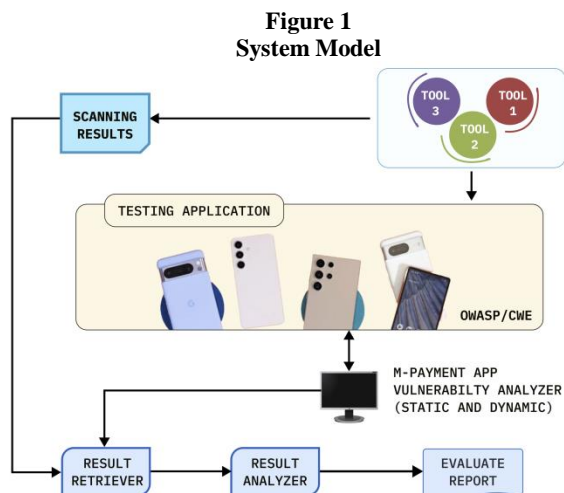 Figure 1
System Model
SCANNING
RESULTS
TOOL
3
TOOL
1
TOOL
2
TESTING APPLICATION
OWASP/CWE
M-PAYMENT APP
VULNERABILTY ANALYZER
(STATIC AND DYNAMIC)
RESULT
RETRIEVER
RESULT
ANALYZER
EVALUATE
REPORT